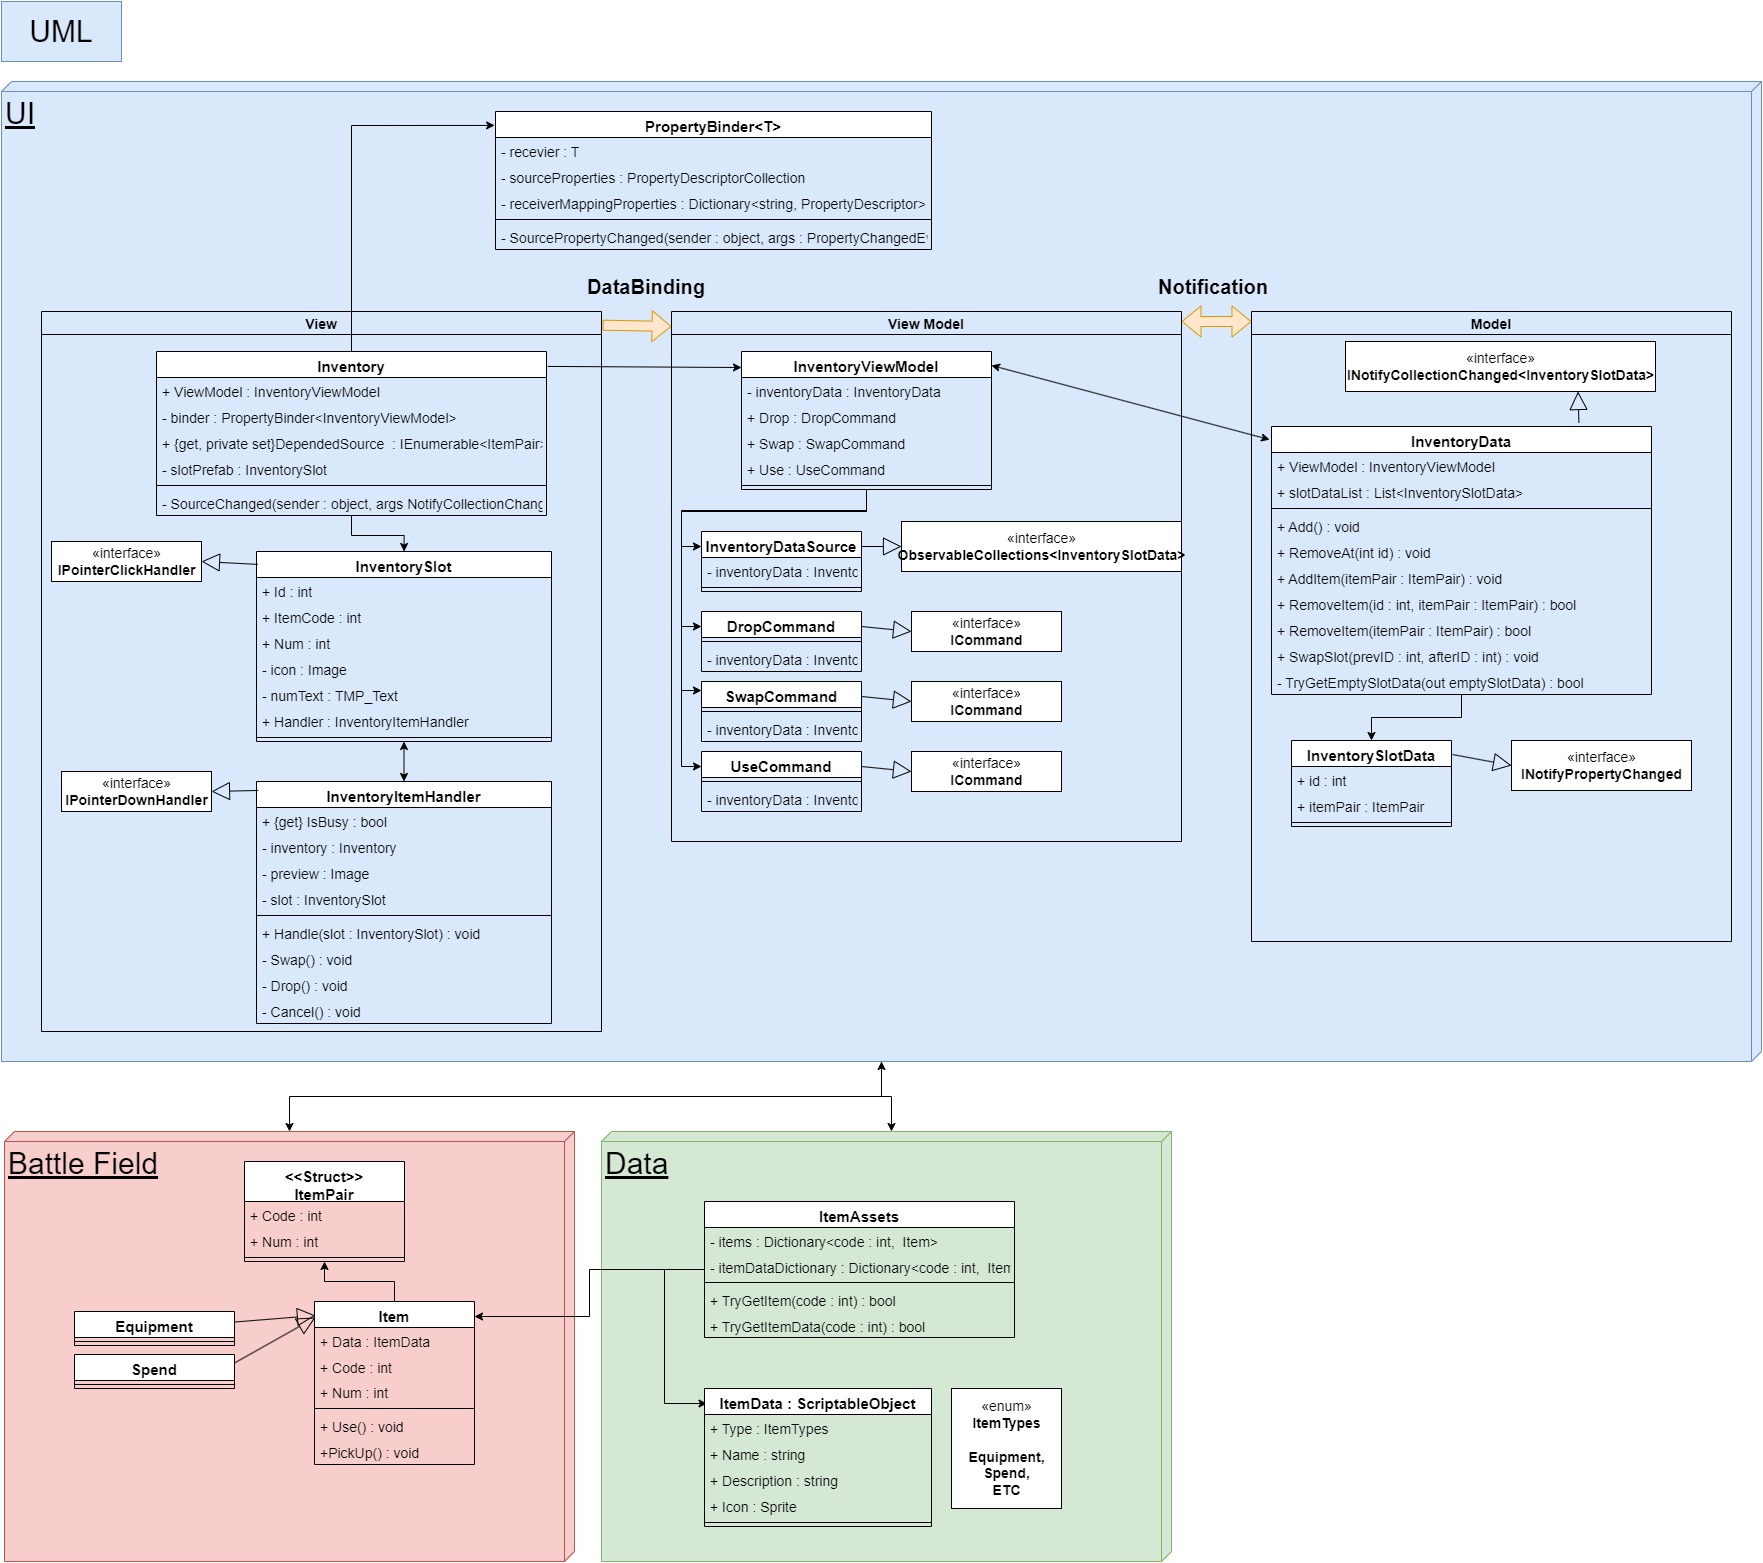 UML
UI
PropertyBinder<T>
- recevier : T
- sourceProperties : PropertyDescriptorCollection
- receiverMappingProperties : Dictionary<string, PropertyDescriptor>
- SourcePropertyChanged(sender : object, args : PropertyChangedE
DataBinding
Notification
View
Inventory
+ ViewModel : InventoryViewModel
- binder : PropertyBinder<InventoryViewModel>
+ {get, private set}DependedSource  : IEnumerable<ItemPair>
- slotPrefab : InventorySlot
- SourceChanged(sender : object, args NotifyCollectionChang
«interface»
IPointerClickHandler
InventorySlot
+ Id : int
+ ItemCode : int
+ Num : int
- icon : Image
- numText : TMP_Text
+ Handler : InventoryItemHandler
«interface»
IPointerDownHandler
InventoryItemHandler
+ {get} IsBusy : bool
- inventory : Inventory
- preview : Image
- slot : InventorySlot
+ Handle(slot : InventorySlot) : void
- Swap() : void
- Drop() : void
- Cancel() : void
View Model
InventoryViewModel
- inventoryData : InventoryData
+ Drop : DropCommand
+ Swap : SwapCommand
+ Use : UseCommand
InventoryDataSource
- inventoryData : Invento
«interface»
ObservableCollections<InventorySlotData>
DropCommand
- inventoryData : Invento
«interface»
ICommand
SwapCommand
- inventoryData : Invento
«interface»
ICommand
UseCommand
- inventoryData : Invento
«interface»
ICommand
Model
«interface»
INotifyCollectionChanged<InventorySlotData>
InventoryData
+ ViewModel : InventoryViewModel
+ slotDataList : List<InventorySlotData>
+ Add() : void
+ RemoveAt(int id) : void
+ AddItem(itemPair : ItemPair) : void
+ RemoveItem(id : int, itemPair : ItemPair) : bool
+ RemoveItem(itemPair : ItemPair) : bool
+ SwapSlot(prevID : int, afterID : int) : void
- TryGetEmptySlotData(out emptySlotData) : bool
InventorySlotData
+ id : int
+ itemPair : ItemPair
«interface»
INotifyPropertyChanged
Battle Field
<<Struct>>
ItemPair
+ Code : int
+ Num : int
Equipment
Spend
Item
+ Data : ItemData
+ Code : int
+ Num : int
+ Use() : void
+PickUp() : void
Data
ItemAssets
- items : Dictionary<code : int,  Item>
- itemDataDictionary : Dictionary<code : int,  Item
+ TryGetItem(code : int) : bool
+ TryGetItemData(code : int) : bool
ItemData : ScriptableObject
+ Type : ItemTypes
+ Name : string
+ Description : string
+ Icon : Sprite
«enum»
ItemTypes
Equipment,
Spend,
ETC